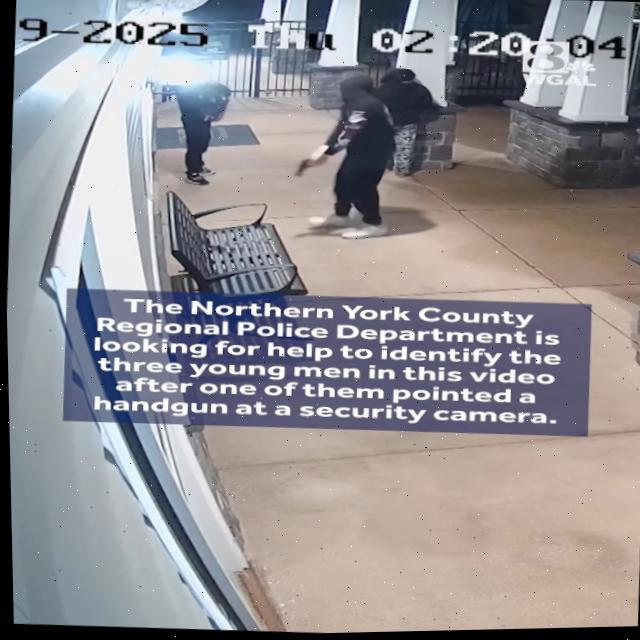 9-2025 Thu 02:20:04
8
WGAL
The Northern York County
Regional Police Department is
looking for help to identify the
three young men in this video
after one of them pointed a
handgun at a security camera.